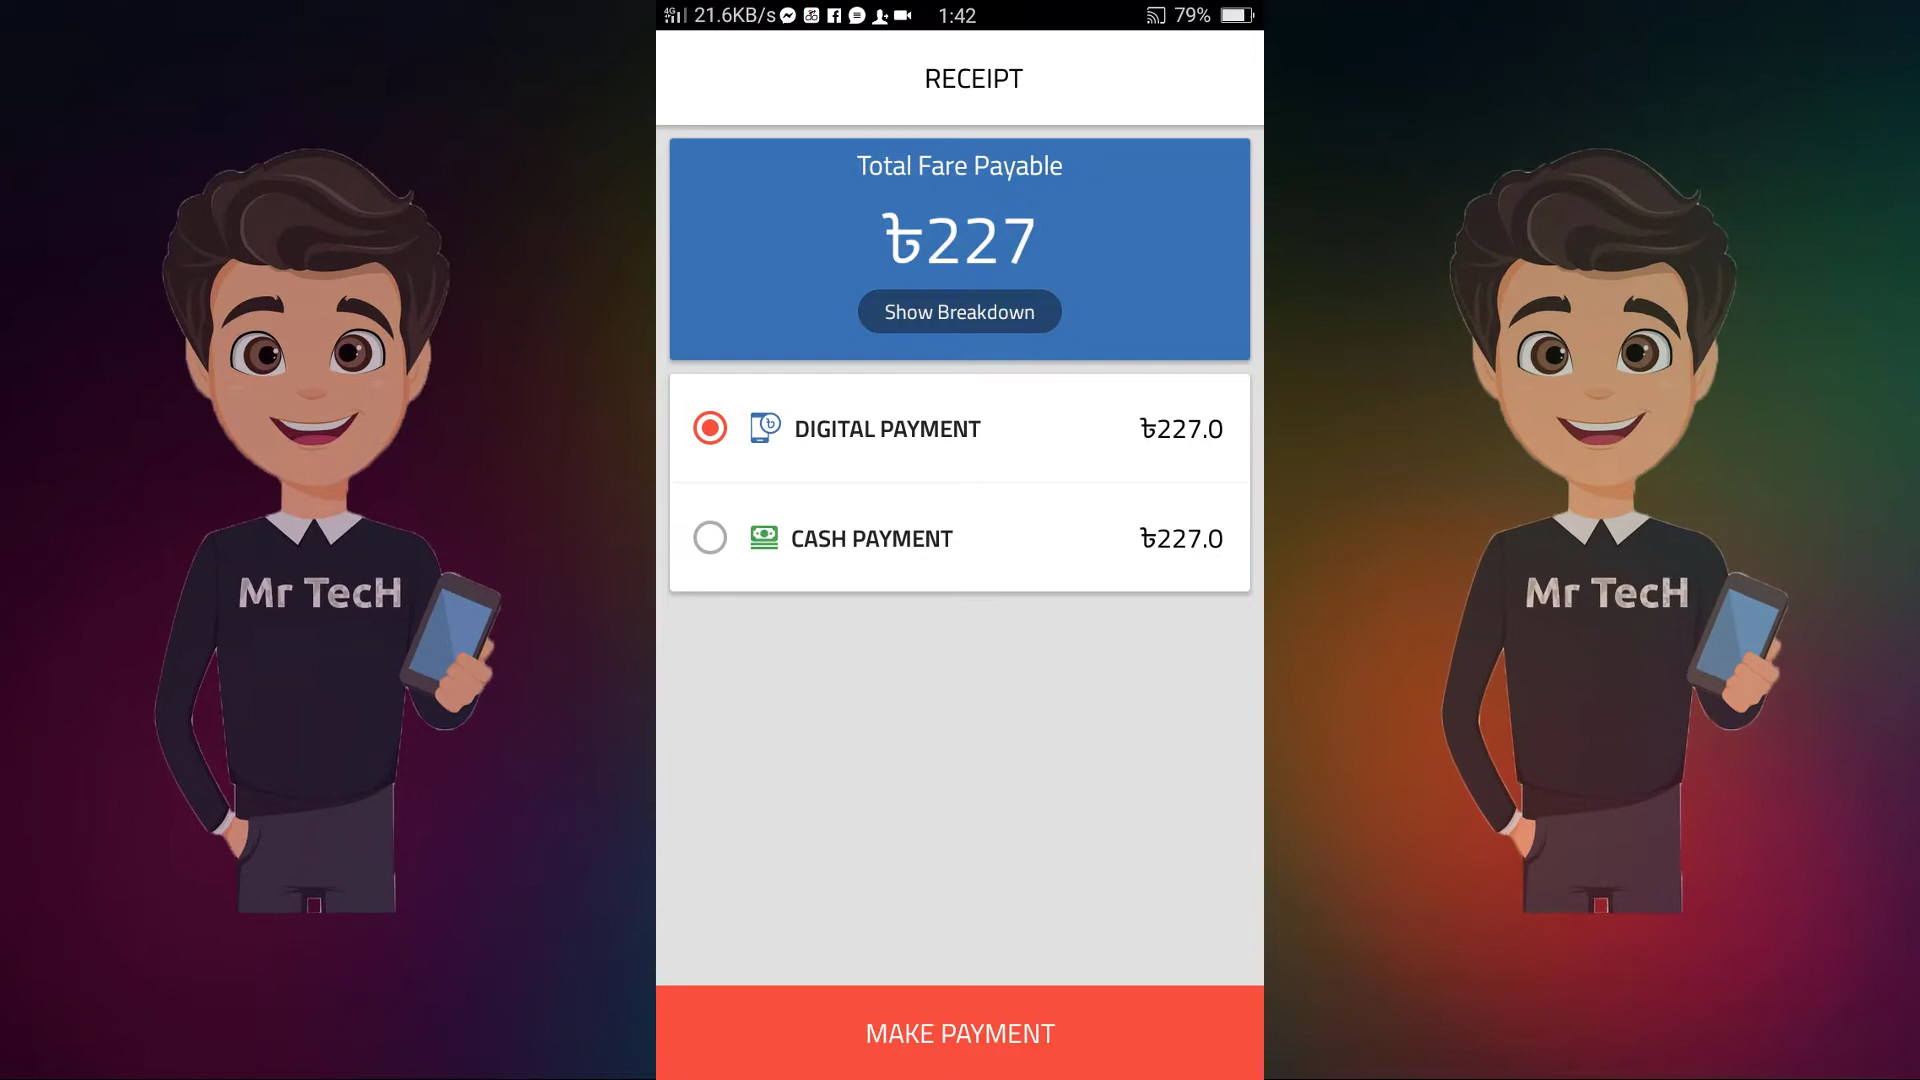 4G 21.6KB/s 1:42 79%
RECEIPT
Total Fare Payable
৳227
Show Breakdown
DIGITAL PAYMENT ৳227.0
CASH PAYMENT ৳227.0
Mr TecH
Mr TecH
MAKE PAYMENT